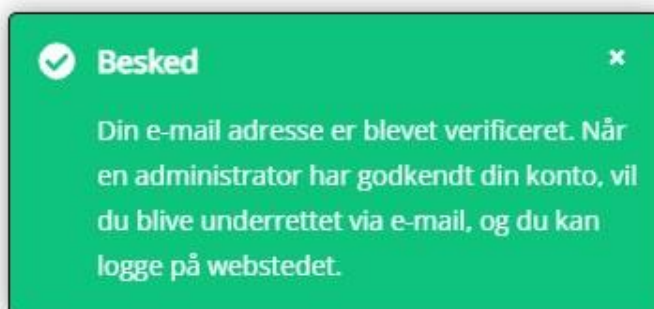 Besked
Din e-mail adresse er blevet verificeret. Når
en administrator har godkendt din konto, vil
du blive underrettet via e-mail, og du kan
logge på webstedet.